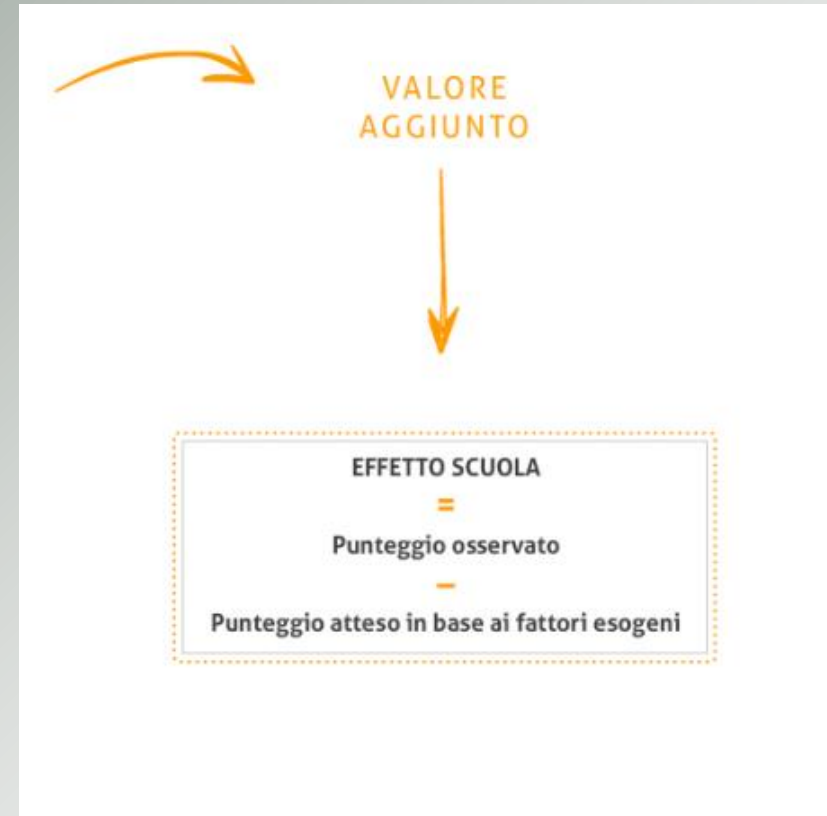 VALORE
AGGIUNTO
EFFETTO SCUOLA
=
Punteggio osservato
–
Punteggio atteso in base ai fattori esogeni